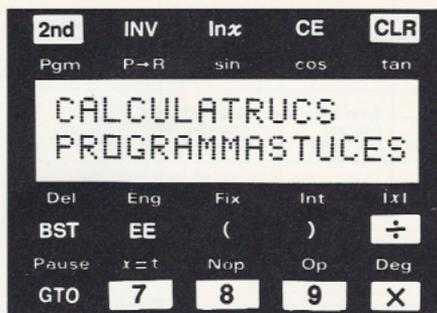 2nd INV lnx CE CLR
Pgm P→R sin cos tan
CALCULATRUCS
PROGRAMMASTUCES
Del Eng Fix Int |x|
BST EE ( ) ÷
Pause x=t Nop Op Deg
GTO 7 8 9 ×